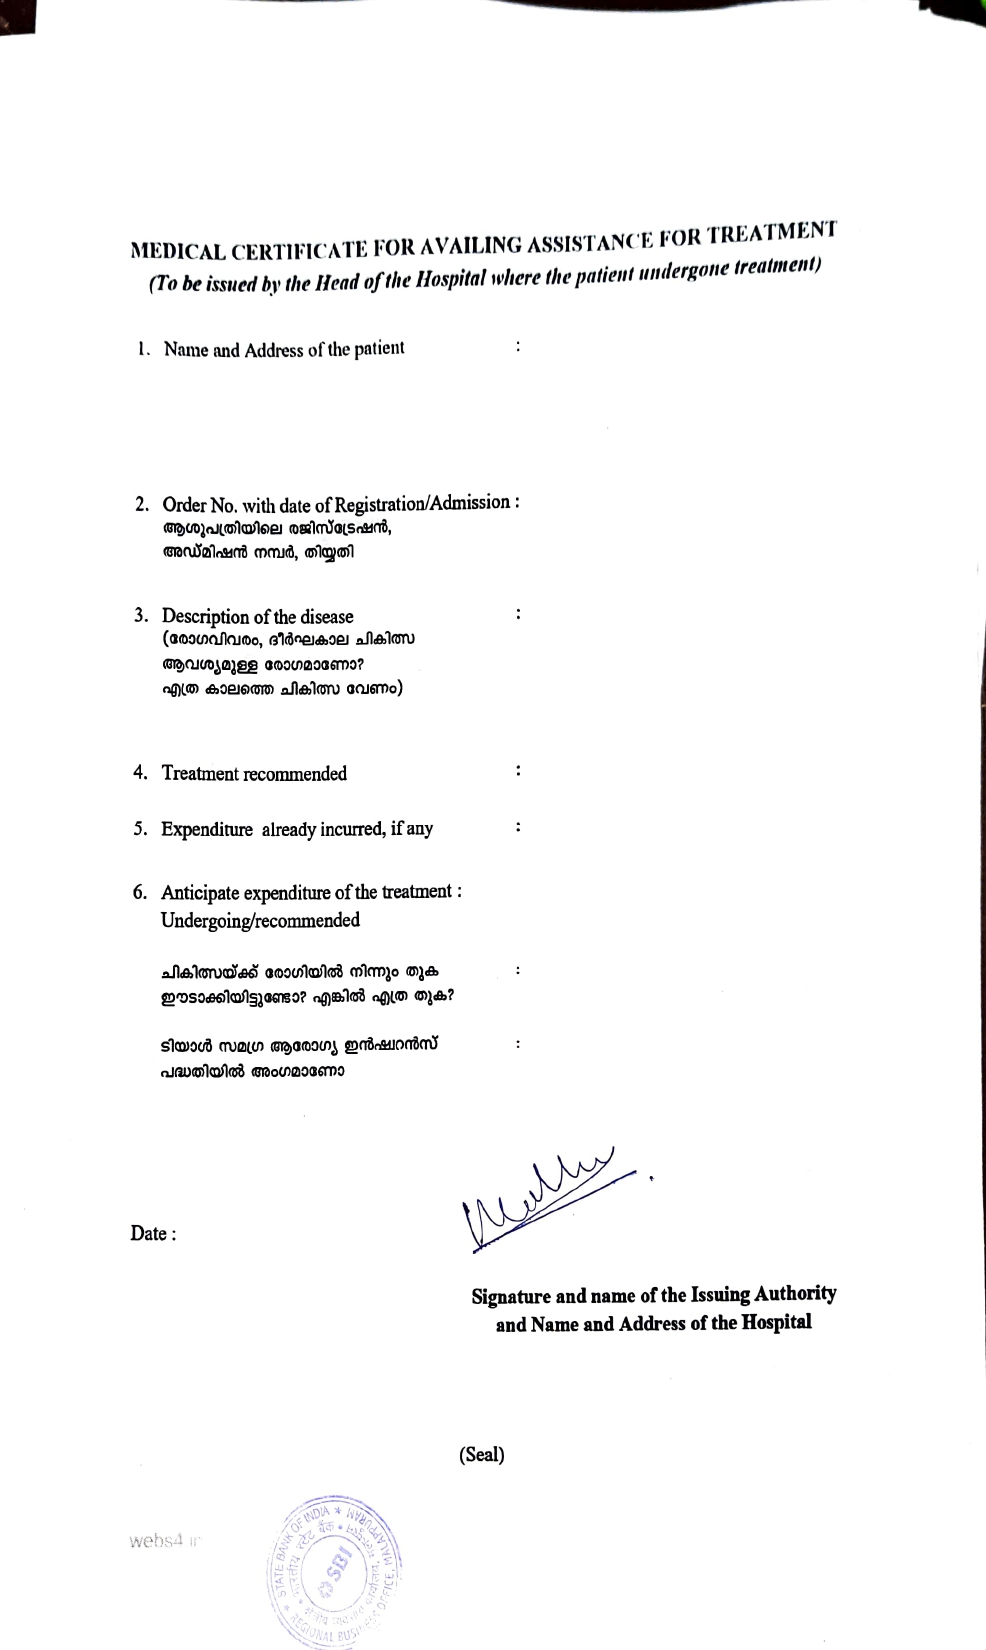 MEDICAL CERTIFICATE FOR AVAILING ASSISTANCE FOR TREATMENT
(To be issued by the Head of the Hospital where the patient undergone treatment)
1. Name and Address of the patient :
2. Order No. with date of Registration/Admission :
ആശുപത്രിയിലെ രജിസ്ട്രേഷൻ,
അഡ്മിഷൻ നമ്പർ, തിയ്യതി
3. Description of the disease :
(രോഗവിവരം, ദീർഘകാല ചികിത്സ
ആവശ്യമുള്ള രോഗമാണോ?
എത്ര കാലത്തെ ചികിത്സ വേണം)
4. Treatment recommended :
5. Expenditure already incurred, if any :
6. Anticipate expenditure of the treatment :
Undergoing/recommended
ചികിത്സയ്ക്ക് രോഗിയിൽ നിന്നും തുക :
ഈടാക്കിയിട്ടുണ്ടോ? എങ്കിൽ എത്ര തുക?
ടിയാൾ സമഗ്ര ആരോഗ്യ ഇൻഷുറൻസ് :
പദ്ധതിയിൽ അംഗമാണോ
Date :
Signature and name of the Issuing Authority
and Name and Address of the Hospital
(Seal)
webs4
STATE BANK OF INDIA * MALAPPURAM
REGIONAL BUSINESS OFFICE,
भारतीय स्टेट बैंक
SBI